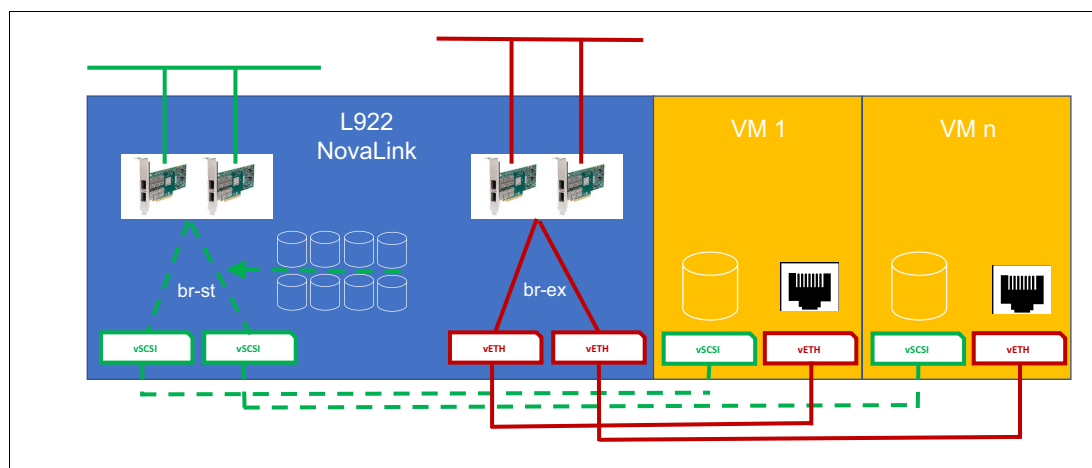 L922
NovaLink
VM 1
VM n
br-st
br-ex
vSCSI
vSCSI
vETH
vETH
vSCSI
vETH
vSCSI
vETH